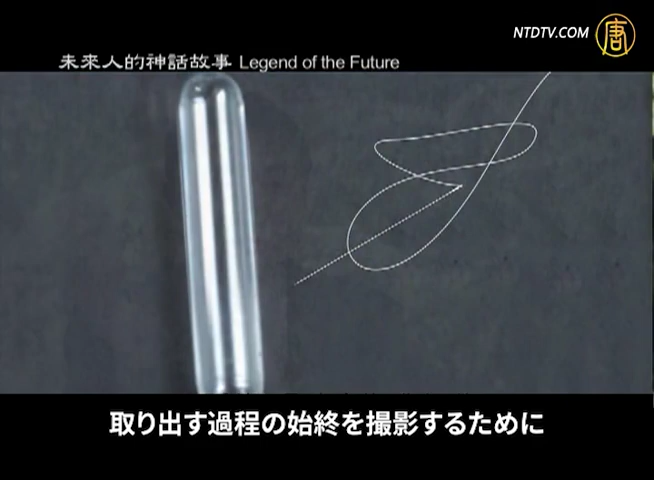 NTDTV.COM 唐
未來人的神話故事 Legend of the Future
取り出す過程の始終を撮影するために